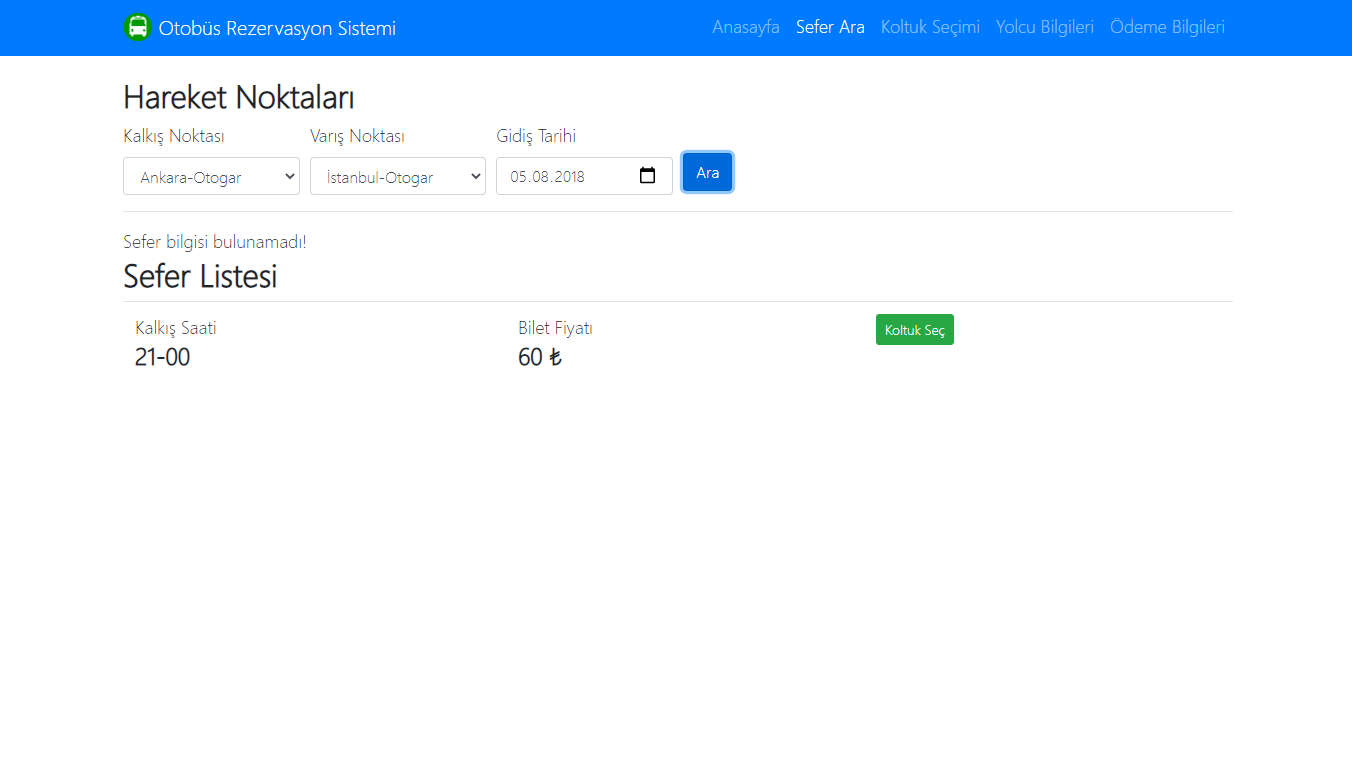 Otobüs Rezervasyon Sistemi Anasayfa Sefer Ara Koltuk Seçimi Yolcu Bilgileri Ödeme Bilgileri
Hareket Noktaları
Kalkış Noktası Varış Noktası Gidiş Tarihi
Ankara-Otogar İstanbul-Otogar 05.08.2018 Ara
Sefer bilgisi bulunamadı!
Sefer Listesi
Kalkış Saati Bilet Fiyatı Koltuk Seç
21-00 60 ₺